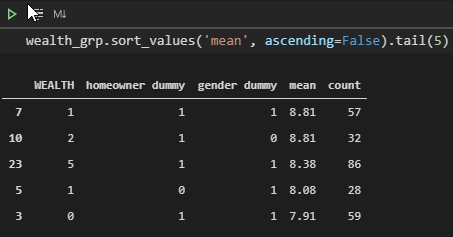 M↓
wealth_grp.sort_values('mean', ascending=False).tail(5)
WEALTH homeowner dummy gender dummy mean count
7 1 1 1 8.81 57
10 2 1 0 8.81 32
23 5 1 1 8.38 86
5 1 0 1 8.08 28
3 0 1 1 7.91 59